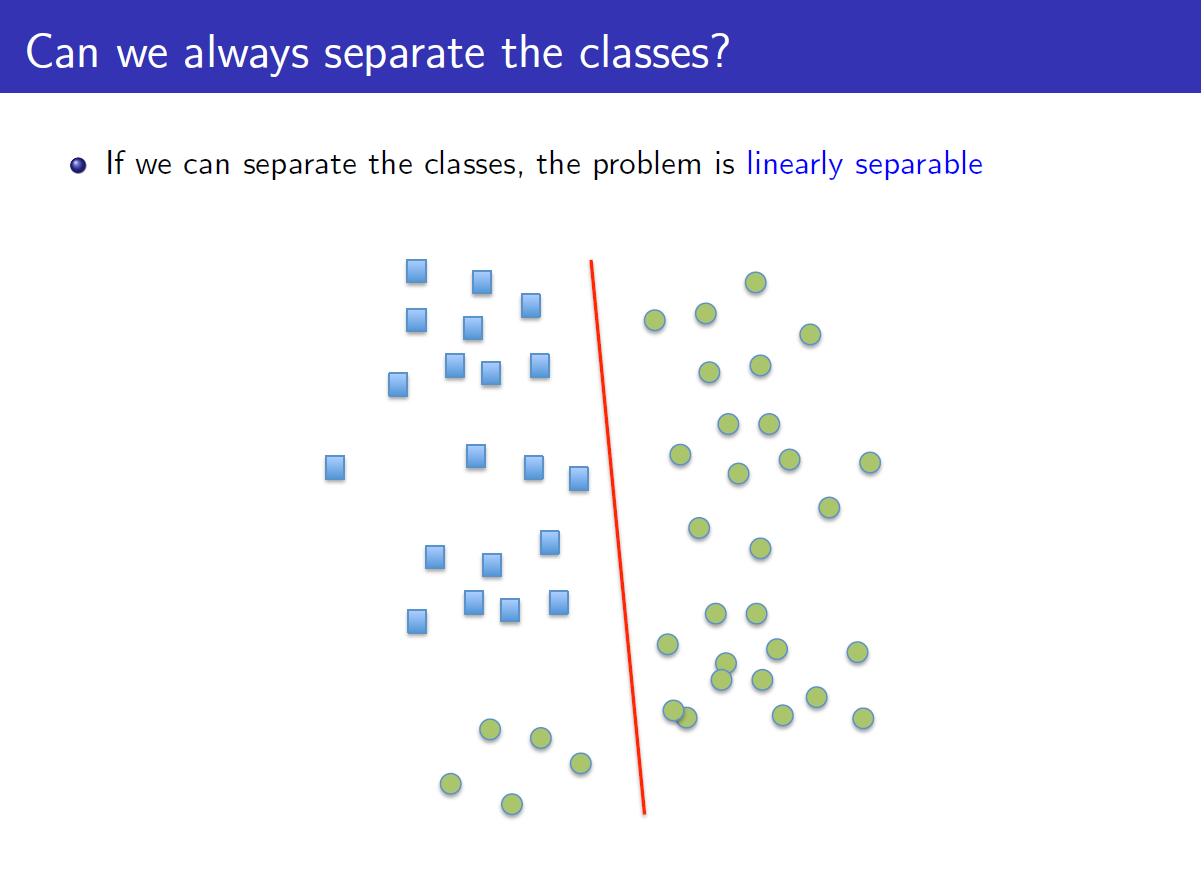 Can we always separate the classes?
If we can separate the classes, the problem is linearly separable